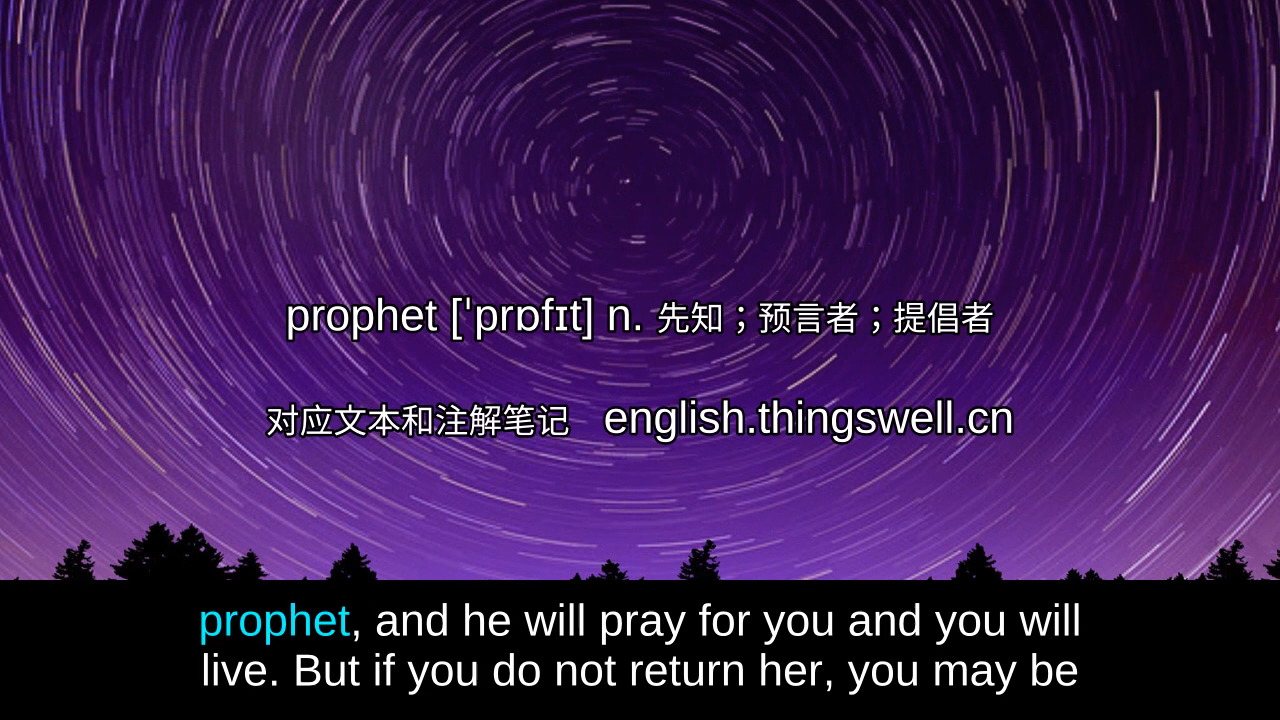 prophet [ˈprɒfɪt] n. 先知；预言者；提倡者
对应文本和注解笔记 english.thingswell.cn
prophet, and he will pray for you and you will
live. But if you do not return her, you may be